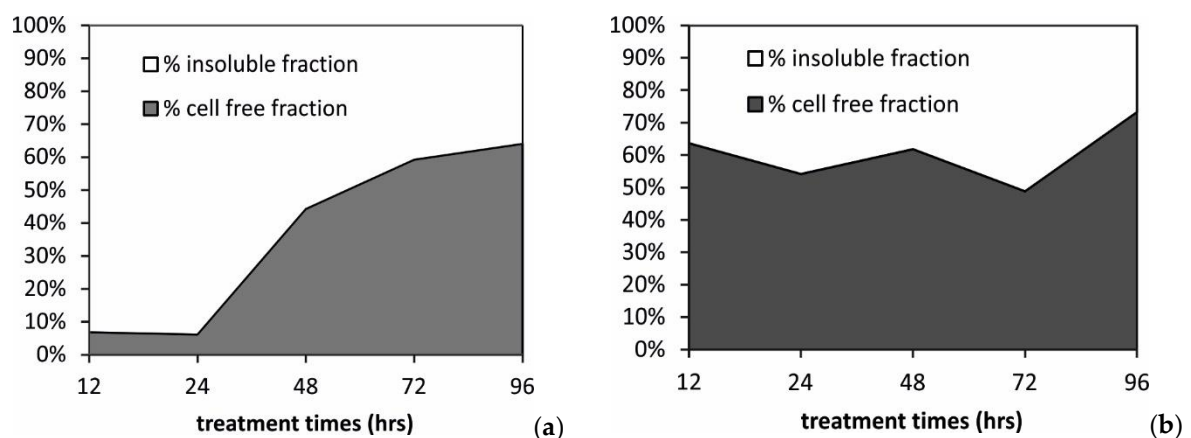 100%
90%
80%
70%
60%
50%
40%
30%
20%
10%
0%
% insoluble fraction
% cell free fraction
12 24 48 72 96
treatment times (hrs)
(a)
100%
90%
80%
70%
60%
50%
40%
30%
20%
10%
0%
% insoluble fraction
% cell free fraction
12 24 48 72 96
treatment times (hrs)
(b)